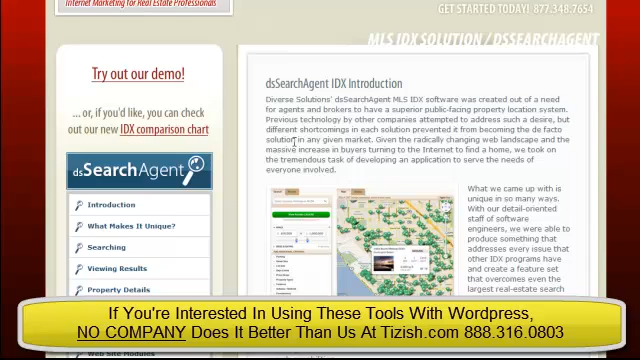 Internet Marketing for Real Estate Professionals
GET STARTED TODAY! 877.348.7654
MLS IDX SOLUTION / DSSEARCHAGENT
Try out our demo!
... or, if you'd like, you can check
out our new IDX comparison chart
dsSearchAgent
Introduction
What Makes It Unique?
Searching
Viewing Results
Property Details
Web Site Modules
dsSearchAgent IDX Introduction
Diverse Solutions' dsSearchAgent MLS IDX software was created out of a need
for agents and brokers to have a superior public-facing property location system.
Previous technology by other companies attempted to address such a desire, but
different shortcomings in each solution prevented it from becoming the de facto
solution in any given market. Given the radically changing web landscape and the
massive increase in buyers turning to the Internet to find a home, we took on
the tremendous task of developing an application to serve the needs of
everyone involved.
What we came up with is
unique in so many ways.
With our detail-oriented
staff of software
engineers, we were able to
produce something that
addresses every issue that
other IDX programs have
and create a feature set
that overcomes even the
largest real-estate search
If You're Interested In Using These Tools With Wordpress,
NO COMPANY Does It Better Than Us At Tizish.com 888.316.0803